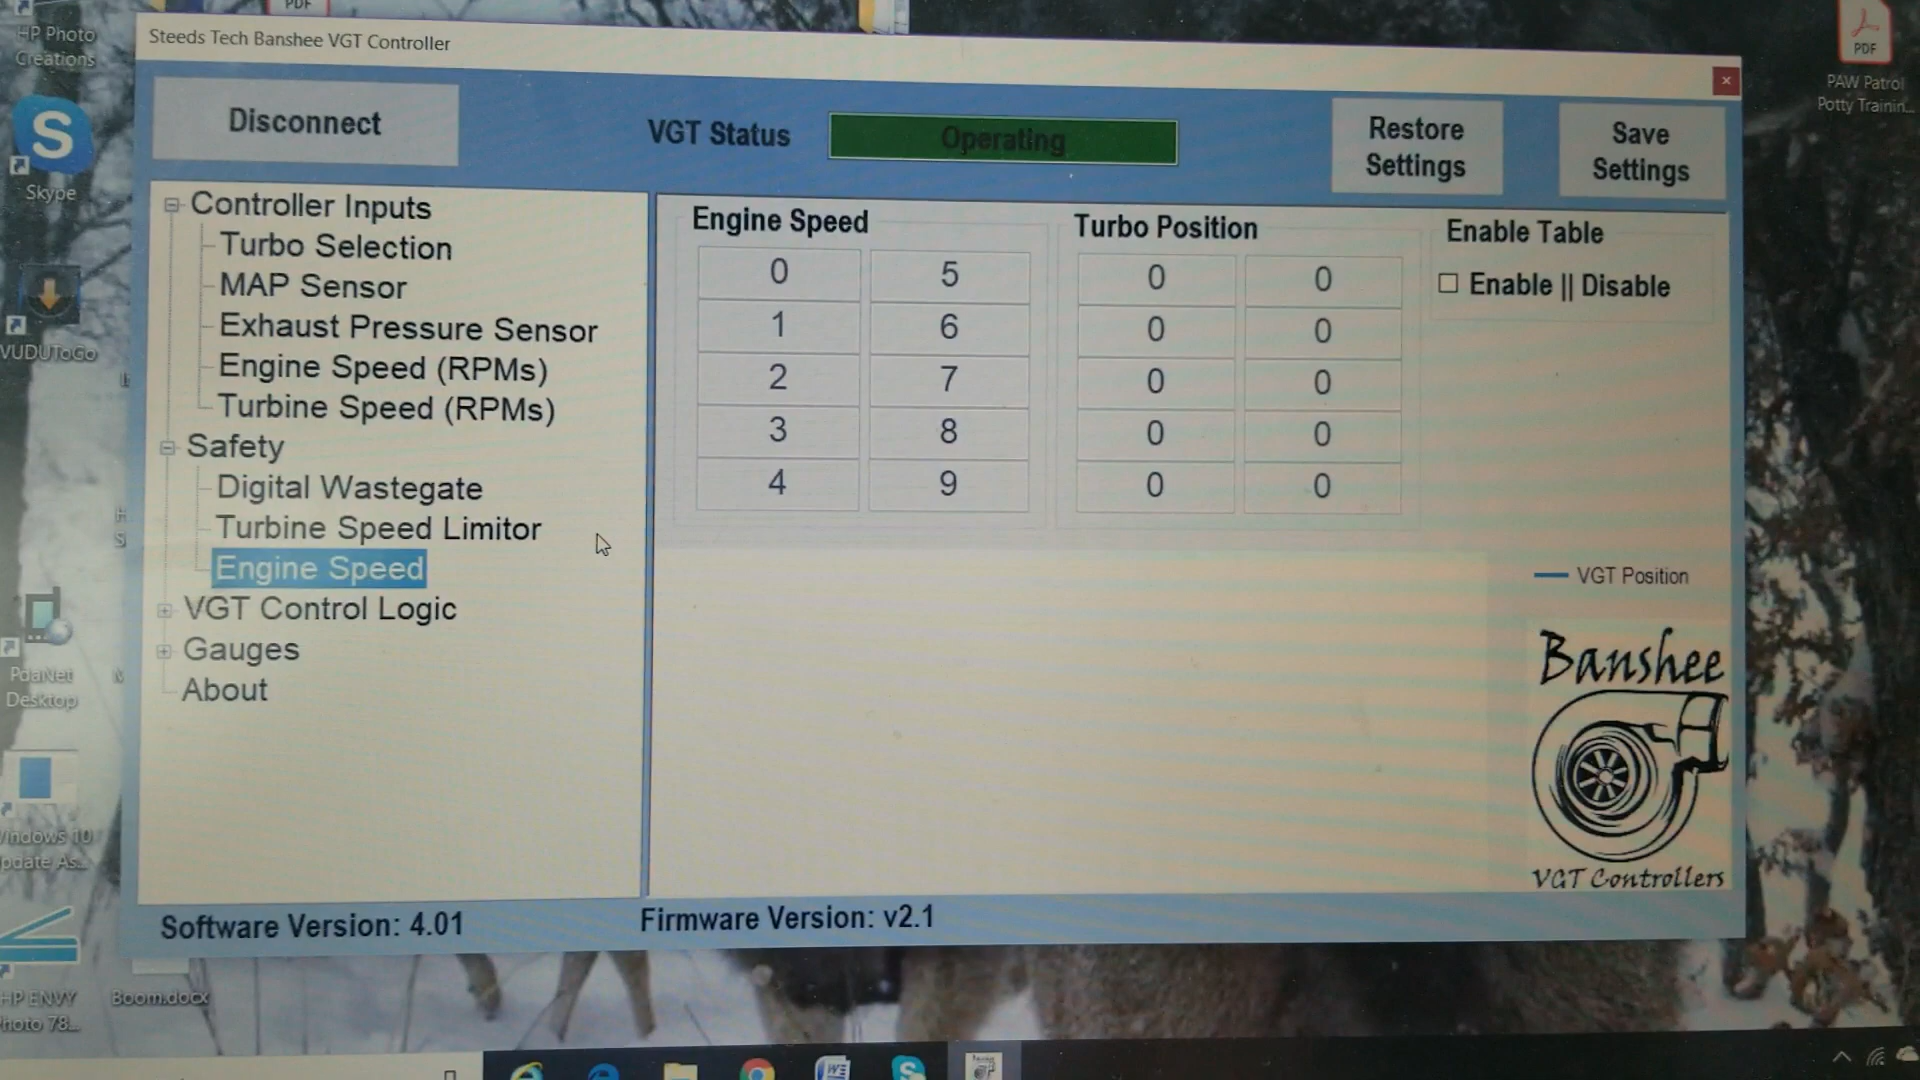 PDF
HP Photo
Creations
Skype
VUDUToGo
PdaNet
Desktop
HP ENVY
Boom.docx
PDF
PAW Patrol
Potty Trainin...
Steeds Tech Banshee VGT Controller
Disconnect
VGT Status
Operating
Restore
Settings
Save
Settings
Controller Inputs
Turbo Selection
MAP Sensor
Exhaust Pressure Sensor
Engine Speed (RPMs)
Turbine Speed (RPMs)
Safety
Digital Wastegate
Turbine Speed Limitor
Engine Speed
VGT Control Logic
Gauges
About
Engine Speed
0 5
1 6
2 7
3 8
4 9
Turbo Position
0 0
0 0
0 0
0 0
0 0
Enable Table
Enable || Disable
VGT Position
Banshee
VGT Controllers
Software Version: 4.01
Firmware Version: v2.1